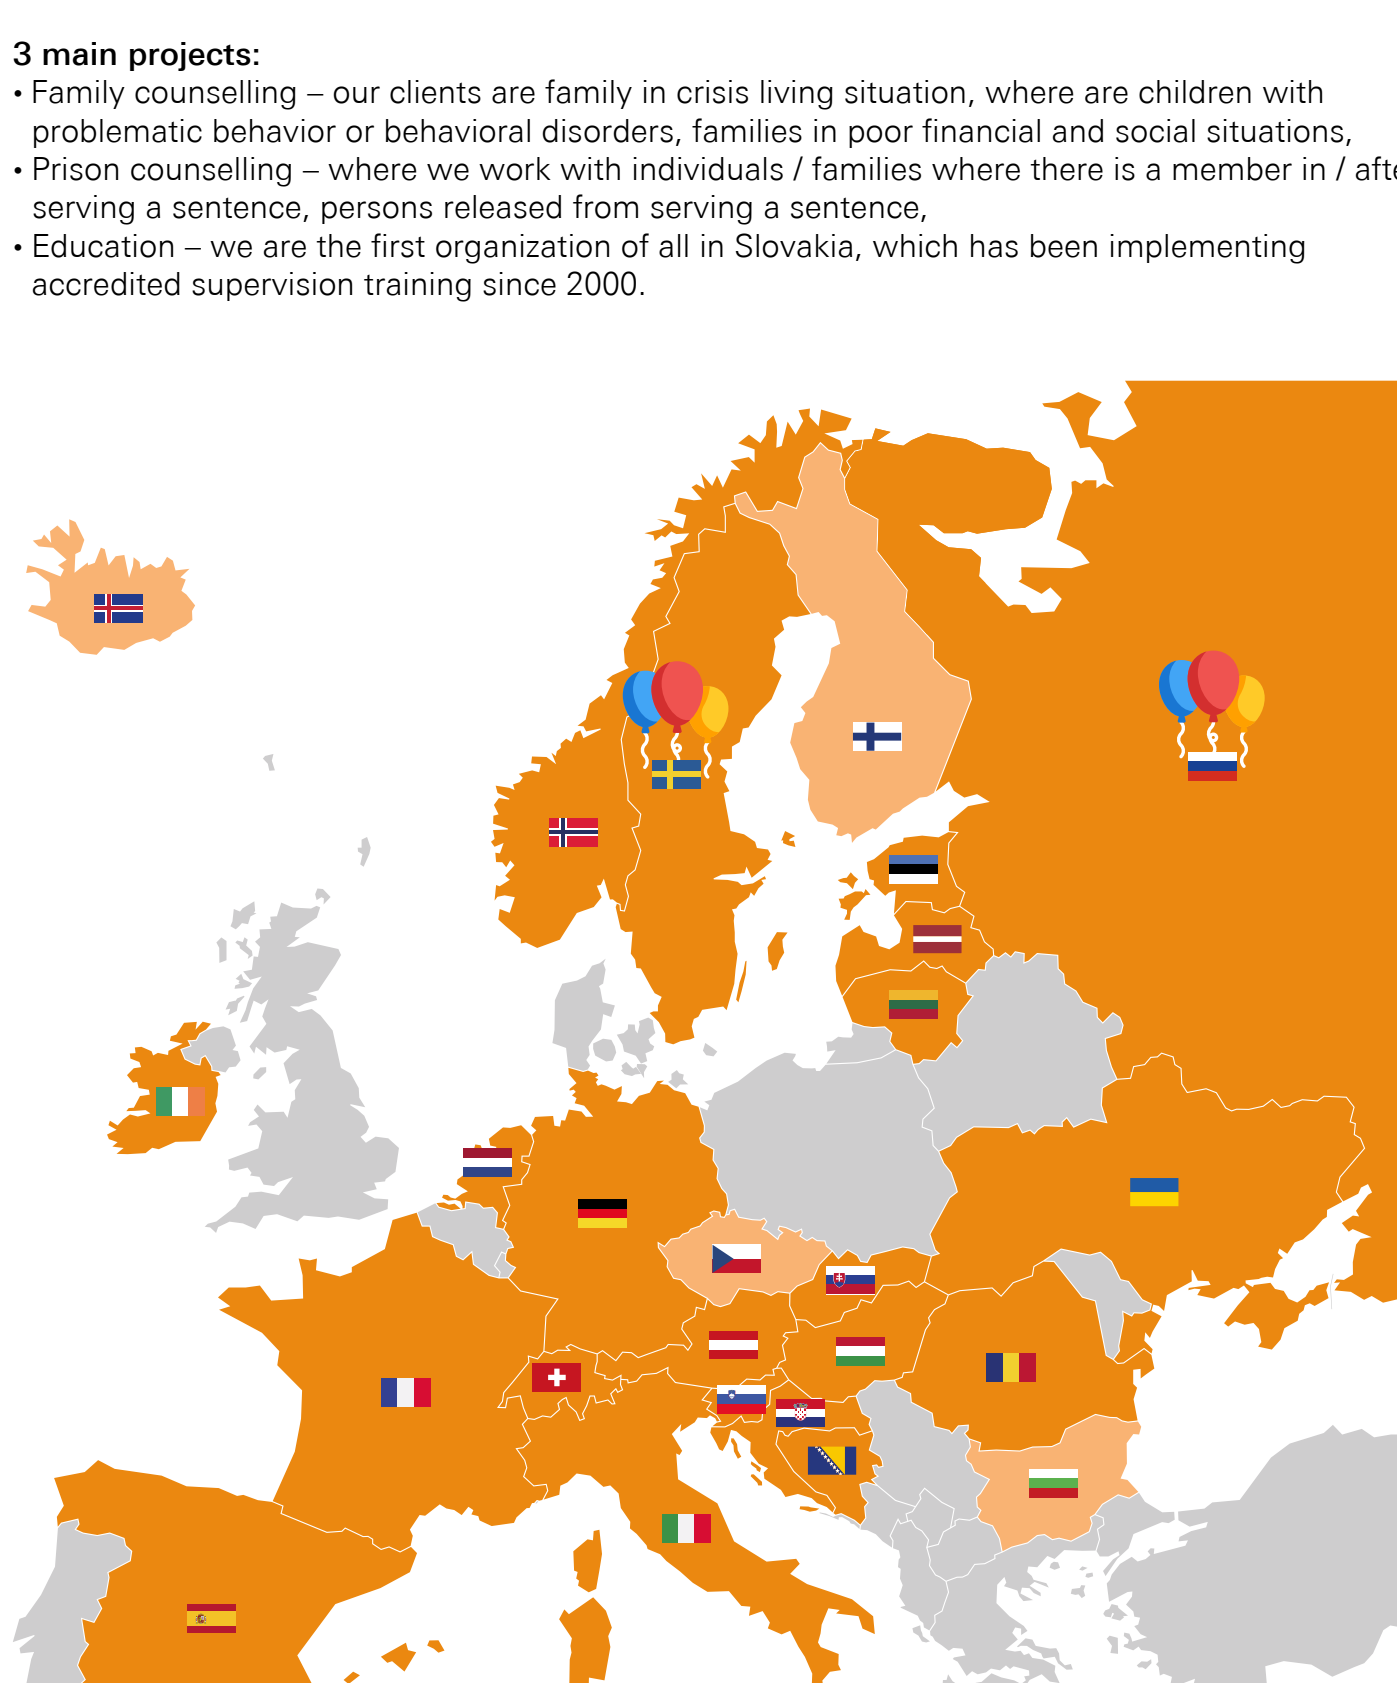 3 main projects:
• Family counselling – our clients are family in crisis living situation, where are children with
problematic behavior or behavioral disorders, families in poor financial and social situations,
• Prison counselling – where we work with individuals / families where there is a member in / afte
serving a sentence, persons released from serving a sentence,
• Education – we are the first organization of all in Slovakia, which has been implementing
accredited supervision training since 2000.